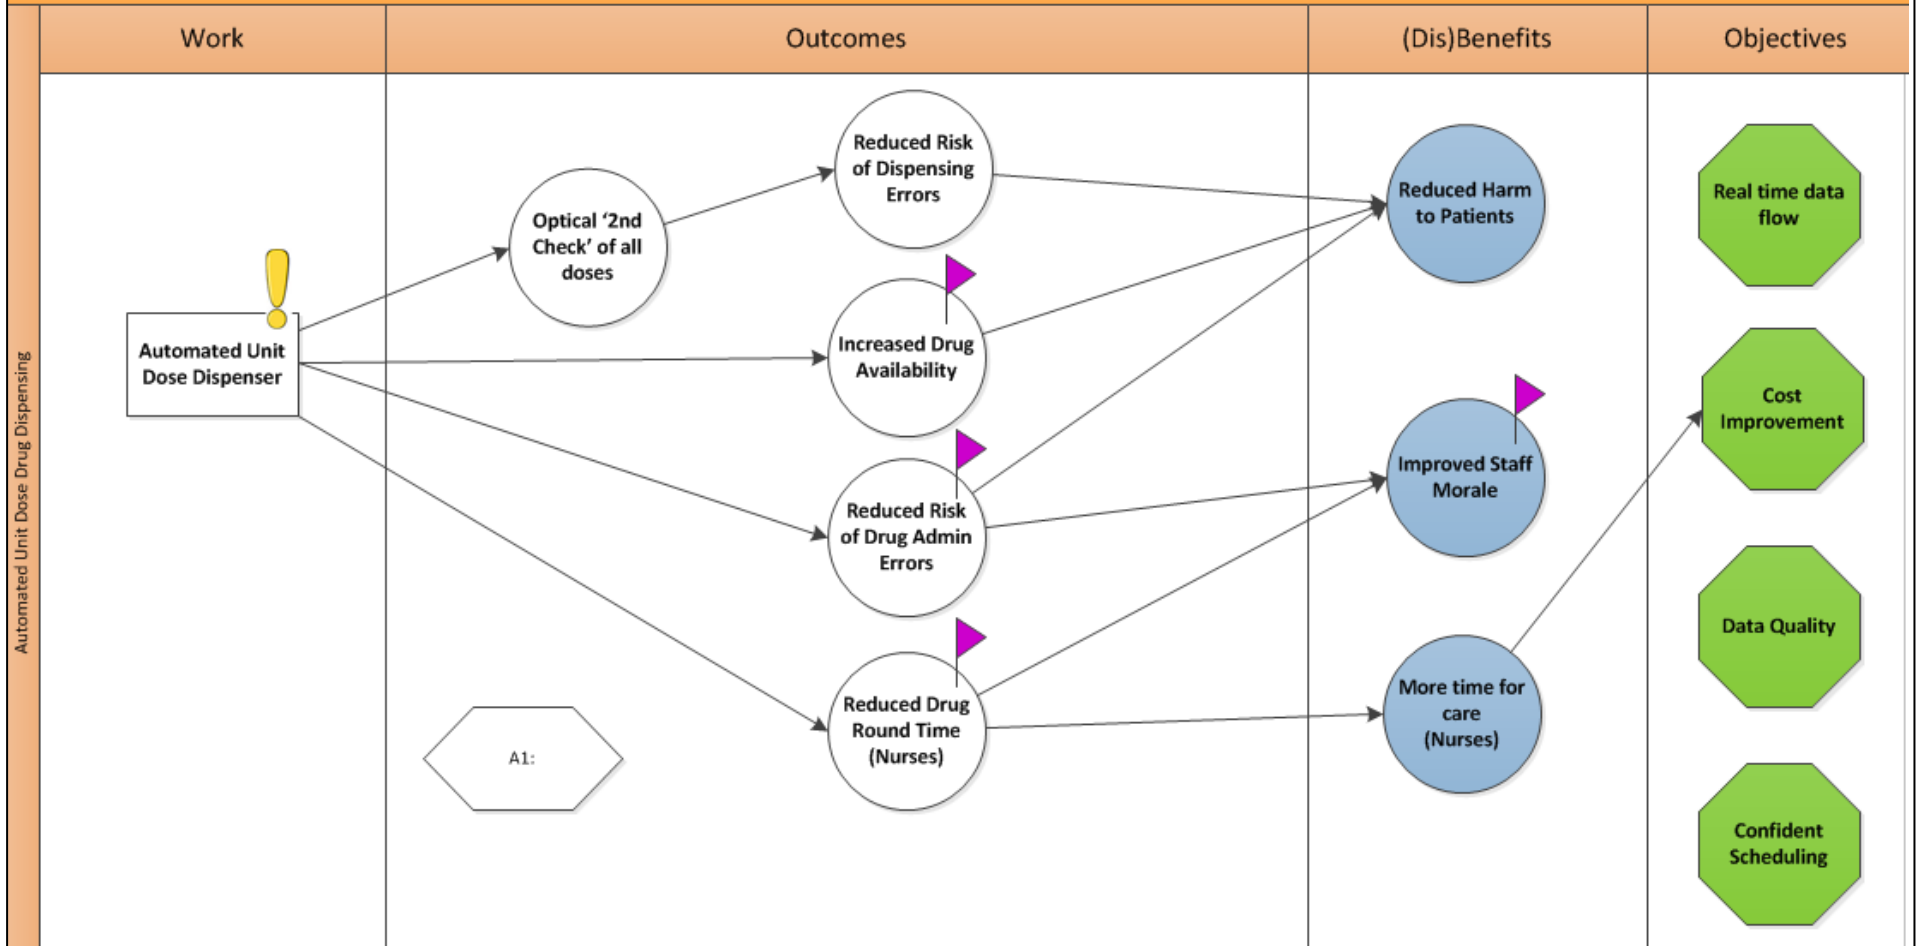 Work
Outcomes
(Dis)Benefits
Objectives
Automated Unit Dose Drug Dispensing
Automated Unit
Dose Dispenser
Optical ‘2nd
Check’ of all
doses
Reduced Risk
of Dispensing
Errors
Increased Drug
Availability
Reduced Risk
of Drug Admin
Errors
Reduced Drug
Round Time
(Nurses)
A1:
Reduced Harm
to Patients
Improved Staff
Morale
More time for
care
(Nurses)
Real time data
flow
Cost
Improvement
Data Quality
Confident
Scheduling